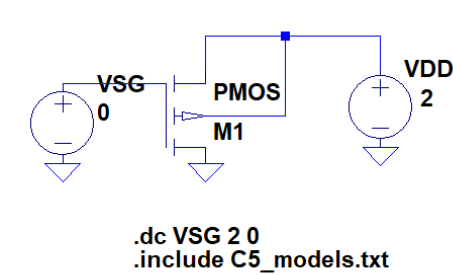 VSG
0
PMOS
M1
VDD
2
.dc VSG 2 0
.include C5_models.txt